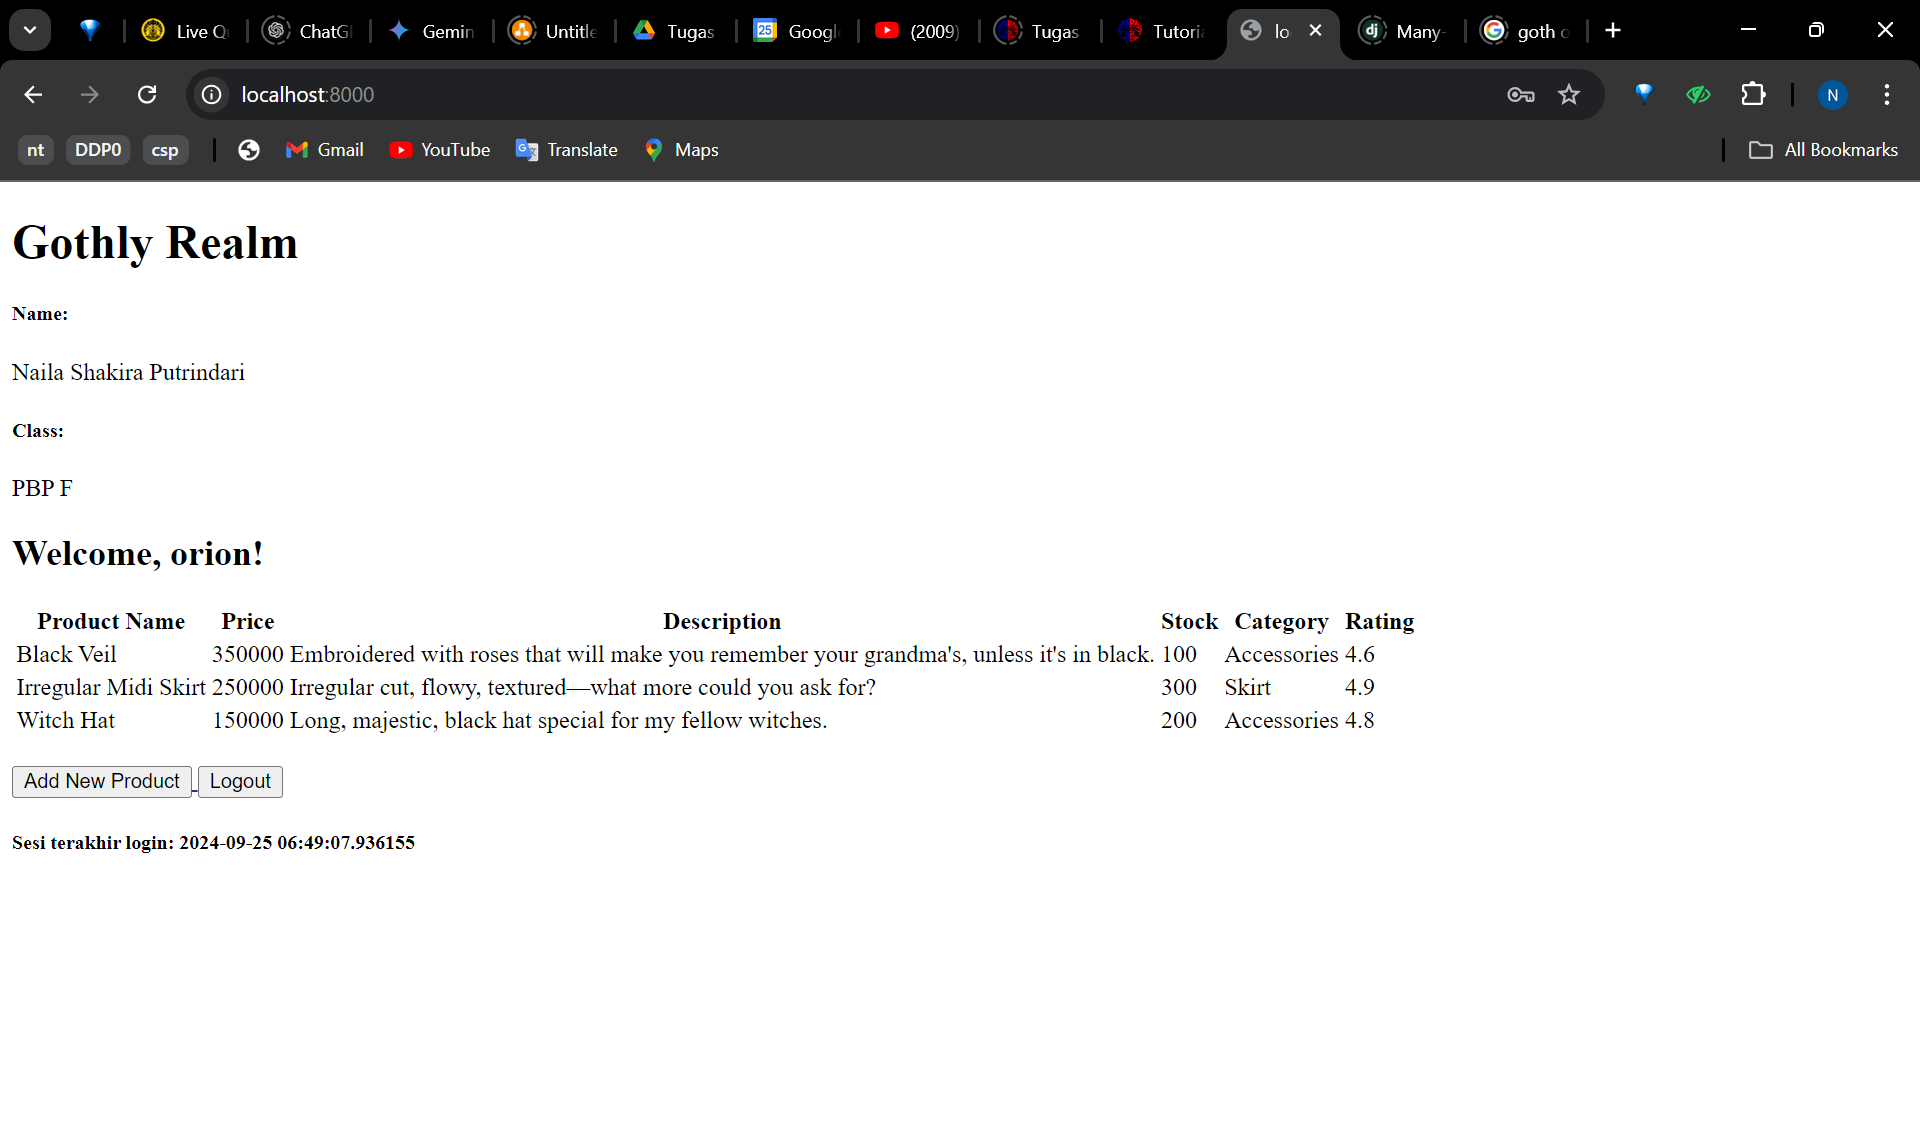 Live Q
ChatG
Gemin
Untitle
Tugas
25
Googl
(2009)
Tugas
Tutoria
lo
dj
Many-
goth o
localhost:8000
N
nt
DDP0
csp
Gmail
YouTube
Translate
Maps
All Bookmarks
Gothly Realm
Name:
Naila Shakira Putrindari
Class:
PBP F
Welcome, orion!
Product Name Price Description Stock Category Rating
Black Veil 350000 Embroidered with roses that will make you remember your grandma's, unless it's in black. 100 Accessories 4.6
Irregular Midi Skirt 250000 Irregular cut, flowy, textured—what more could you ask for? 300 Skirt 4.9
Witch Hat 150000 Long, majestic, black hat special for my fellow witches. 200 Accessories 4.8
Add New Product Logout
Sesi terakhir login: 2024-09-25 06:49:07.936155